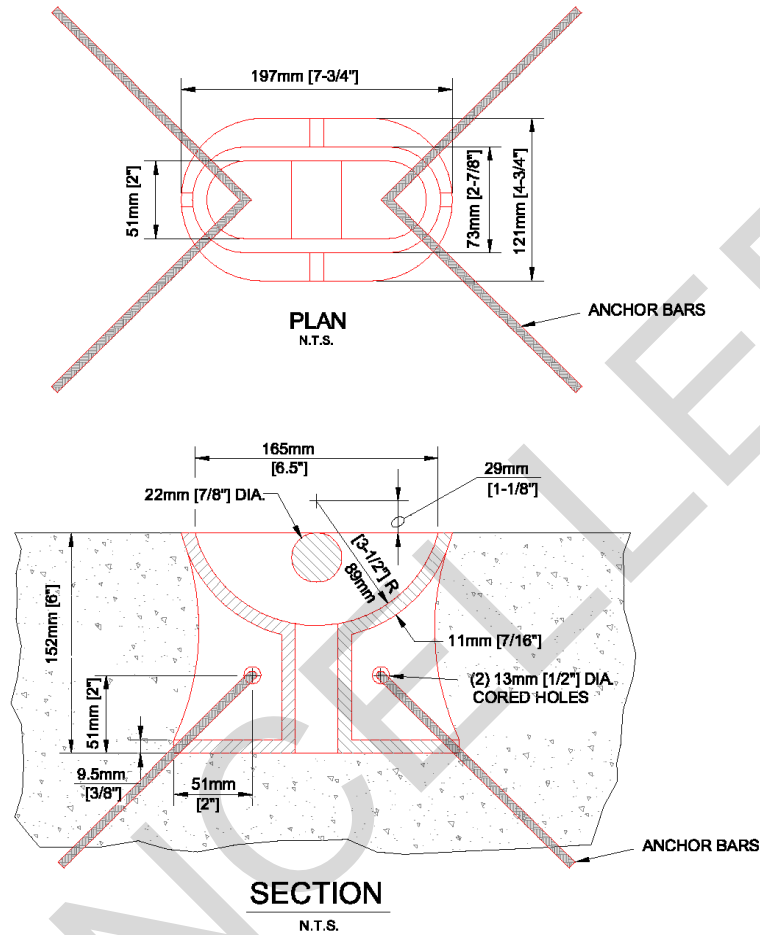 197mm [7-3/4"]
51mm [2"]
73mm [2-7/8"]
121mm [4-3/4"]
PLAN
N.T.S.
ANCHOR BARS
165mm
[6.5"]
29mm
[1-1/8"]
22mm [7/8"] DIA.
[3-1/2"] R
89mm
152mm [6"]
11mm [7/16"]
51mm [2"]
(2) 13mm [1/2"] DIA.
CORED HOLES
9.5mm
[3/8"]
51mm
[2"]
ANCHOR BARS
SECTION
N.T.S.
NCELLE